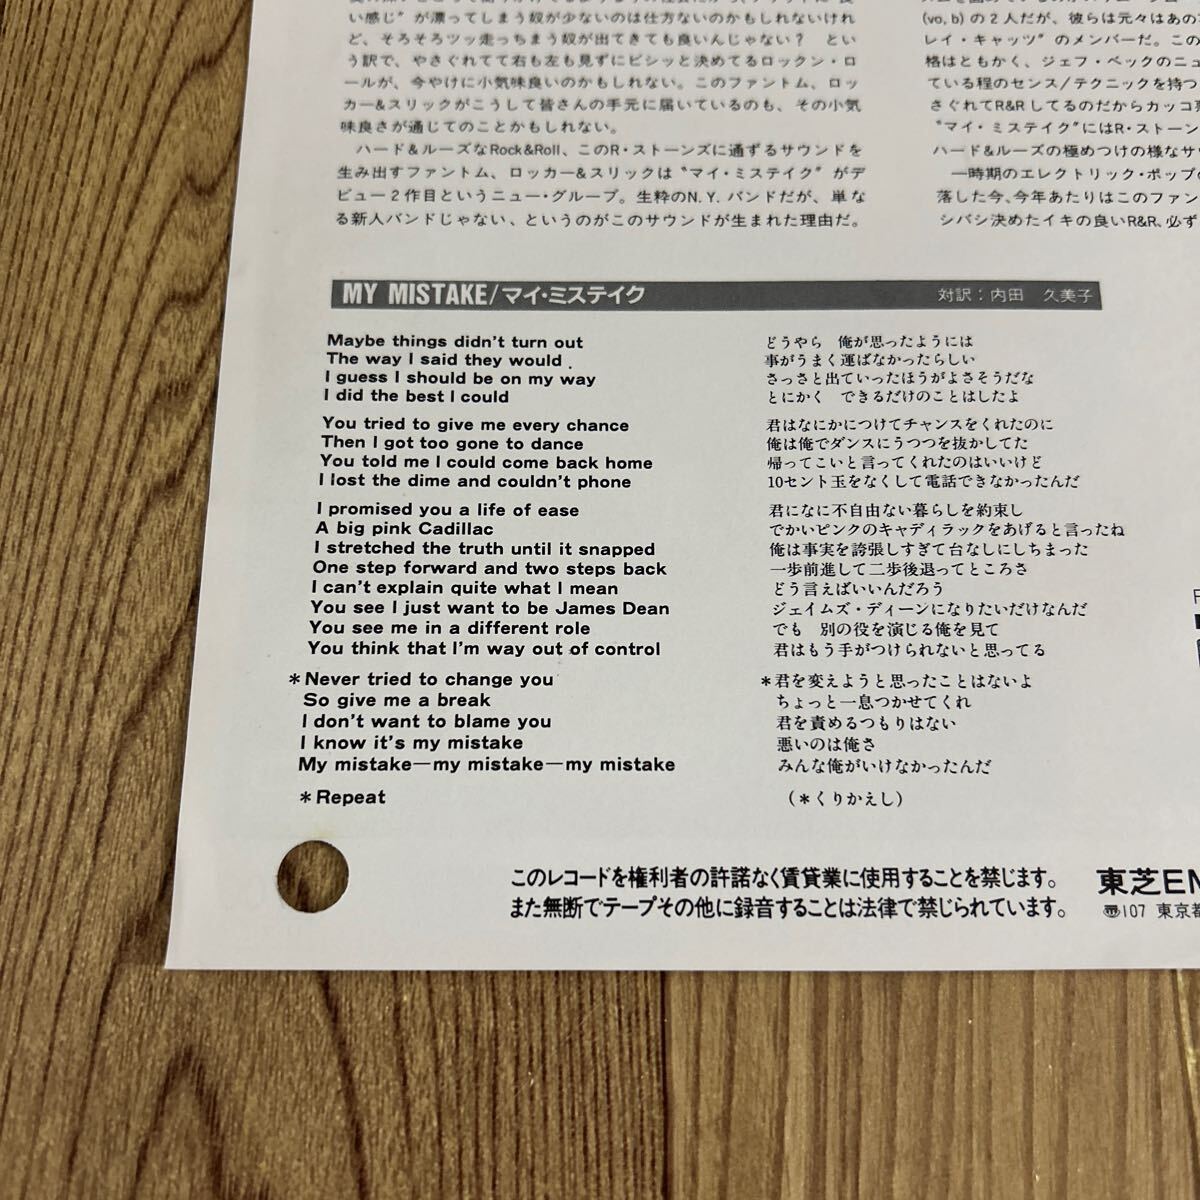 い感じ”が漂ってしまう奴が少ないのは仕方ないのかもしれないけれ
ど、そろそろツッ走っちまう奴が出てきても良いんじゃない？　とい
う訳で、やさぐれてて右も左も見ずにビシッと決めてるロックン・ロ
ールが、今やけに小気味良いのかもしれない。このファントム、ロッ
カー&スリックがこうして皆さんの手元に届いているのも、その小気
味良さが通じてのことかもしれない。
ハード&ルーズなRock&Roll、このR・ストーンズに通ずるサウンドを
生み出すファントム、ロッカー&スリックは“マイ・ミステイク”がデ
ビュー2作目というニュー・グループ。生粋のN.Y.バンドだが、単な
る新人バンドじゃない、というのがこのサウンドが生まれた理由だ。
(vo, b)の2人だが、彼らは元々はあの
レイ・キャッツ”のメンバーだ。この
格はともかく、ジェフ・ベックのニュ
ている程のセンス/テクニックを持つ
さぐれてR&Rしてるのだからカッコ
“マイ・ミステイク”にはR・ストーン
ハード&ルーズの極めつけの様なサウ
一時期のエレクトリック・ポップの
落した今、今年あたりはこのファン
シバシ決めたイキの良いR&R、必ず
MY MISTAKE/マイ・ミステイク
対訳：内田　久美子
Maybe things didn't turn out
The way I said they would.
I guess I should be on my way
I did the best I could
You tried to give me every chance
Then I got too gone to dance
You told me I could come back home
I lost the dime and couldn't phone
I promised you a life of ease
A big pink Cadillac
I stretched the truth until it snapped
One step forward and two steps back
I can't explain quite what I mean
You see I just want to be James Dean
You see me in a different role
You think that I'm way out of control
*Never tried to change you
So give me a break
I don't want to blame you
I know it's my mistake
My mistake—my mistake—my mistake
*Repeat
どうやら　俺が思ったようには
事がうまく運ばなかったらしい
さっさと出ていったほうがよさそうだな
とにかく　できるだけのことはしたよ
君はなにかにつけてチャンスをくれたのに
俺は俺でダンスにうつつを抜かしてた
帰ってこいと言ってくれたのはいいけど
10セント玉をなくして電話できなかったんだ
君になに不自由ない暮らしを約束し
でかいピンクのキャディラックをあげると言ったね
俺は事実を誇張しすぎて台なしにしちまった
一歩前進して二歩後退ってところさ
どう言えばいいんだろう
ジェイムズ・ディーンになりたいだけなんだ
でも　別の役を演じる俺を見て
君はもう手がつけられないと思ってる
*君を変えようと思ったことはないよ
ちょっと一息つかせてくれ
君を責めるつもりはない
悪いのは俺さ
みんな俺がいけなかったんだ
（*くりかえし）
このレコードを権利者の許諾なく賃貸業に使用することを禁じます。
また無断でテープその他に録音することは法律で禁じられています。
東芝EM
〠107 東京都